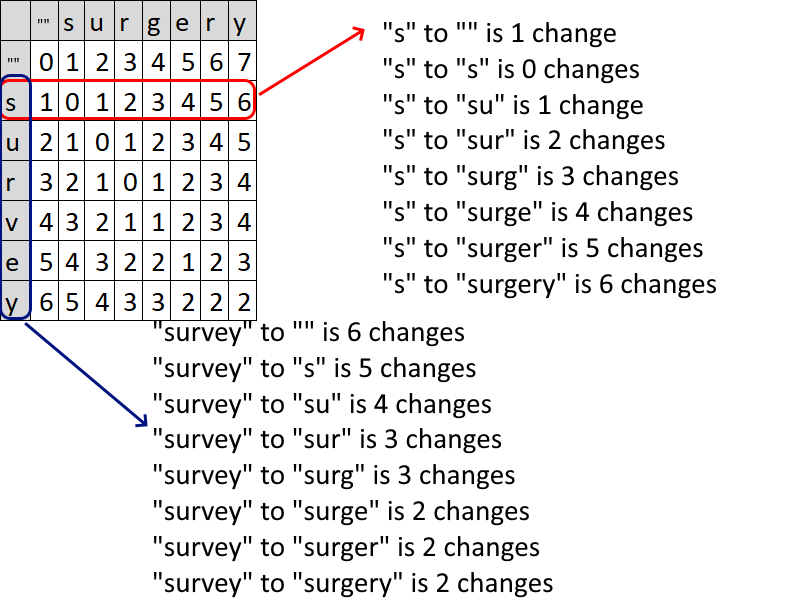 "" s u r g e r y
"" 0 1 2 3 4 5 6 7
s 1 0 1 2 3 4 5 6
u 2 1 0 1 2 3 4 5
r 3 2 1 0 1 2 3 4
v 4 3 2 1 1 2 3 4
e 5 4 3 2 2 1 2 3
y 6 5 4 3 3 2 2 2
"s" to "" is 1 change
"s" to "s" is 0 changes
"s" to "su" is 1 change
"s" to "sur" is 2 changes
"s" to "surg" is 3 changes
"s" to "surge" is 4 changes
"s" to "surger" is 5 changes
"s" to "surgery" is 6 changes
"survey" to "" is 6 changes
"survey" to "s" is 5 changes
"survey" to "su" is 4 changes
"survey" to "sur" is 3 changes
"survey" to "surg" is 3 changes
"survey" to "surge" is 2 changes
"survey" to "surger" is 2 changes
"survey" to "surgery" is 2 changes